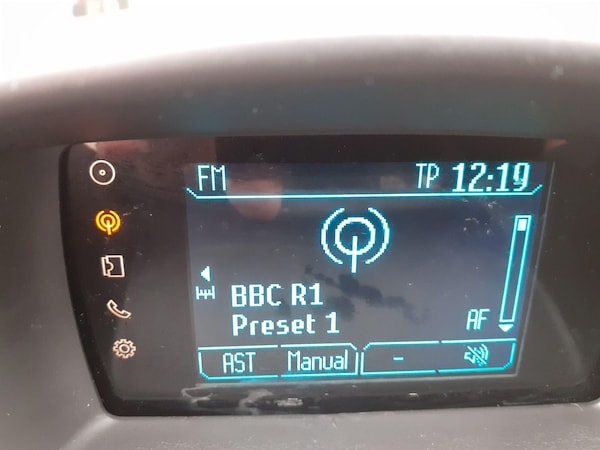 FM TP 12:19
BBC R1
Preset 1 AF
AST Manual -